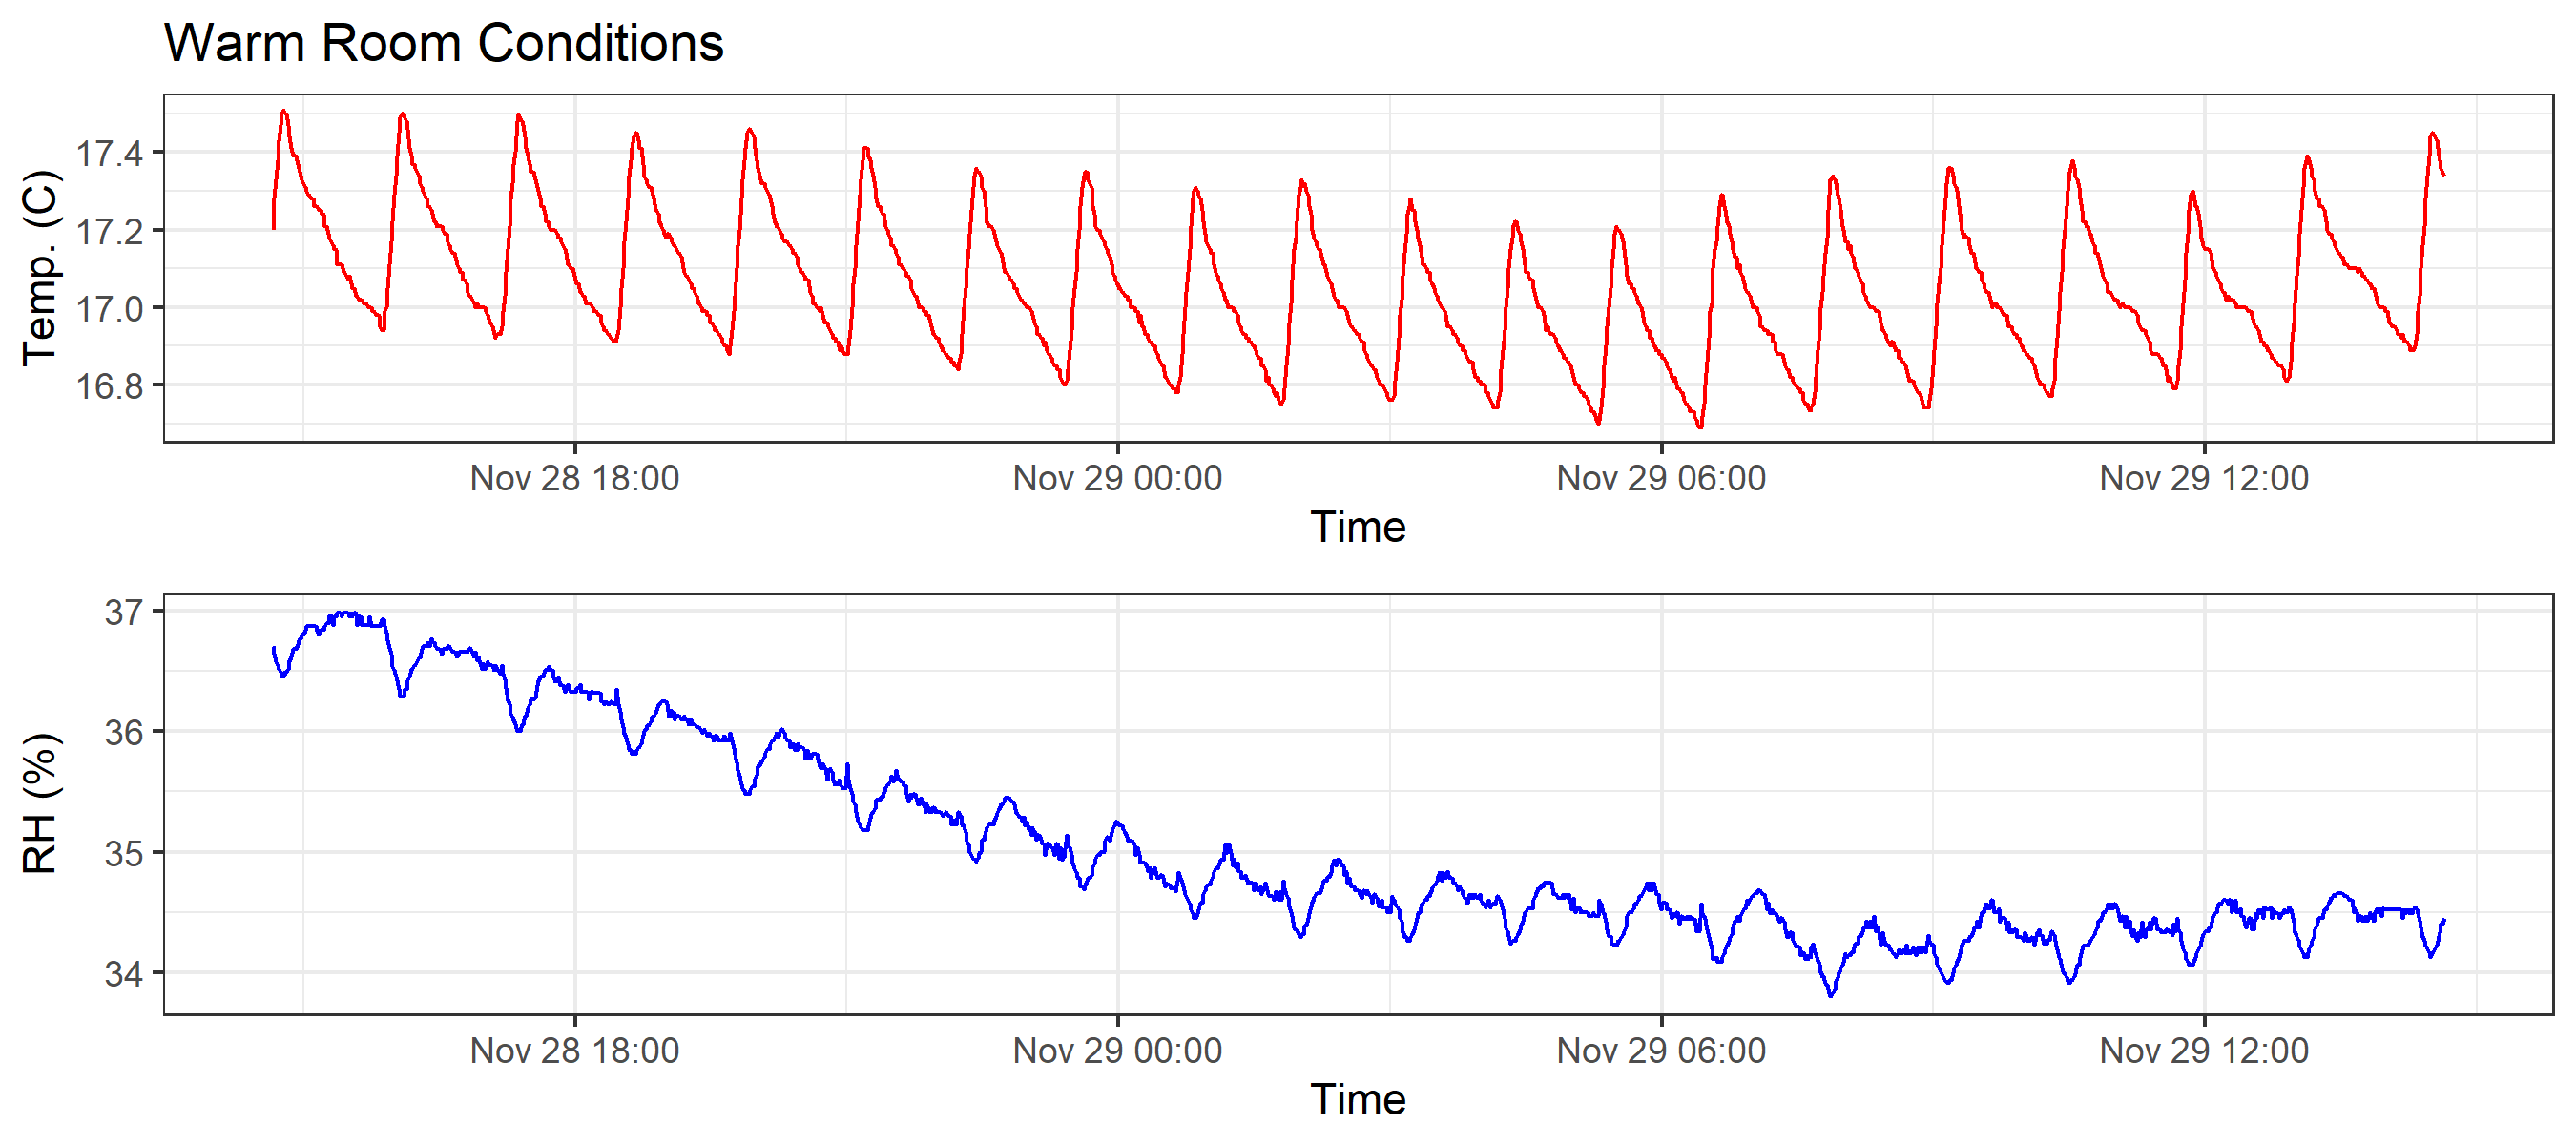 Warm Room Conditions
Temp. (C)
17.4
17.2
17.0
16.8
Nov 28 18:00 Nov 29 00:00 Nov 29 06:00 Nov 29 12:00
Time
RH (%)
37
36
35
34
Nov 28 18:00 Nov 29 00:00 Nov 29 06:00 Nov 29 12:00
Time